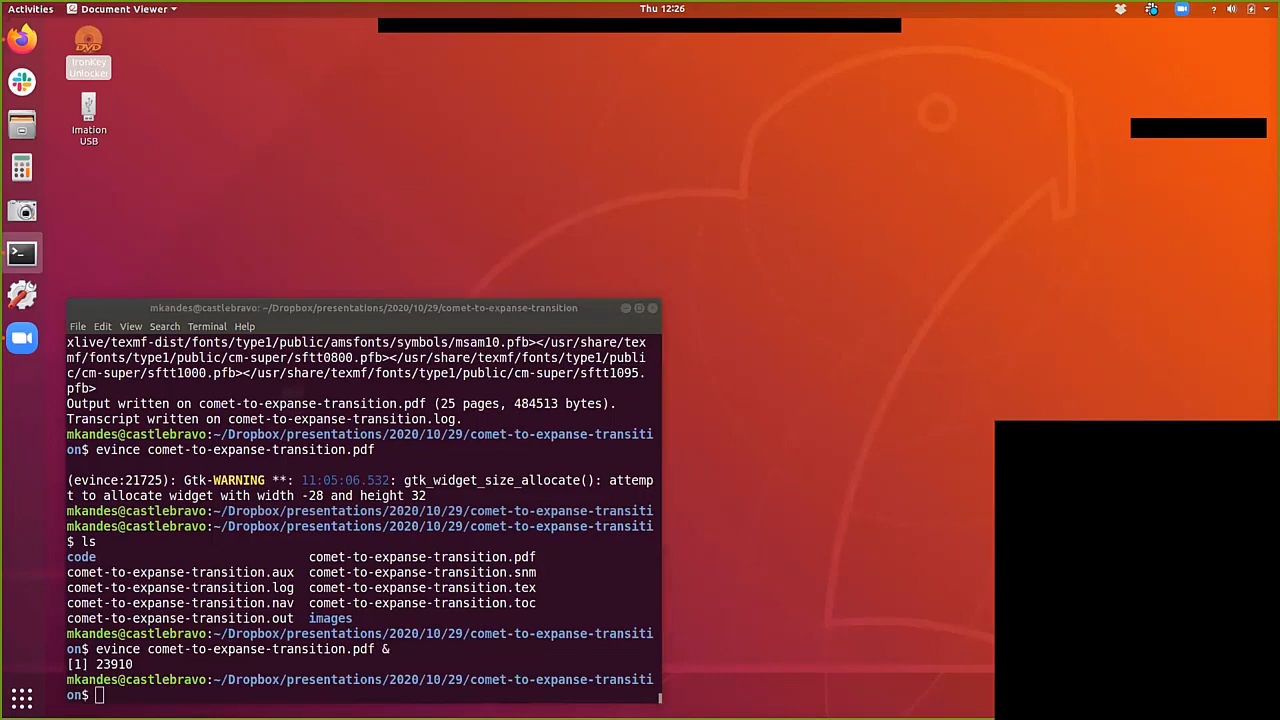 Activities Document Viewer Thu 12:26 ?
IronKey
Unlocker
Imation
USB
mkandes@castlebravo: ~/Dropbox/presentations/2020/10/29/comet-to-expanse-transition
File Edit View Search Terminal Help
xlive/texmf-dist/fonts/type1/public/amsfonts/symbols/msam10.pfb></usr/share/tex
mf/fonts/type1/public/cm-super/sftt0800.pfb></usr/share/texmf/fonts/type1/publi
c/cm-super/sftt1000.pfb></usr/share/texmf/fonts/type1/public/cm-super/sftt1095.
pfb>
Output written on comet-to-expanse-transition.pdf (25 pages, 484513 bytes).
Transcript written on comet-to-expanse-transition.log.
mkandes@castlebravo:~/Dropbox/presentations/2020/10/29/comet-to-expanse-transiti
on$ evince comet-to-expanse-transition.pdf
(evince:21725): Gtk-WARNING **: 11:05:06.532: gtk_widget_size_allocate(): attemp
t to allocate widget with width -28 and height 32
mkandes@castlebravo:~/Dropbox/presentations/2020/10/29/comet-to-expanse-transiti
mkandes@castlebravo:~/Dropbox/presentations/2020/10/29/comet-to-expanse-transiti
$ ls
code comet-to-expanse-transition.pdf
comet-to-expanse-transition.aux comet-to-expanse-transition.snm
comet-to-expanse-transition.log comet-to-expanse-transition.tex
comet-to-expanse-transition.nav comet-to-expanse-transition.toc
comet-to-expanse-transition.out images
mkandes@castlebravo:~/Dropbox/presentations/2020/10/29/comet-to-expanse-transiti
on$ evince comet-to-expanse-transition.pdf &
[1] 23910
mkandes@castlebravo:~/Dropbox/presentations/2020/10/29/comet-to-expanse-transiti
on$